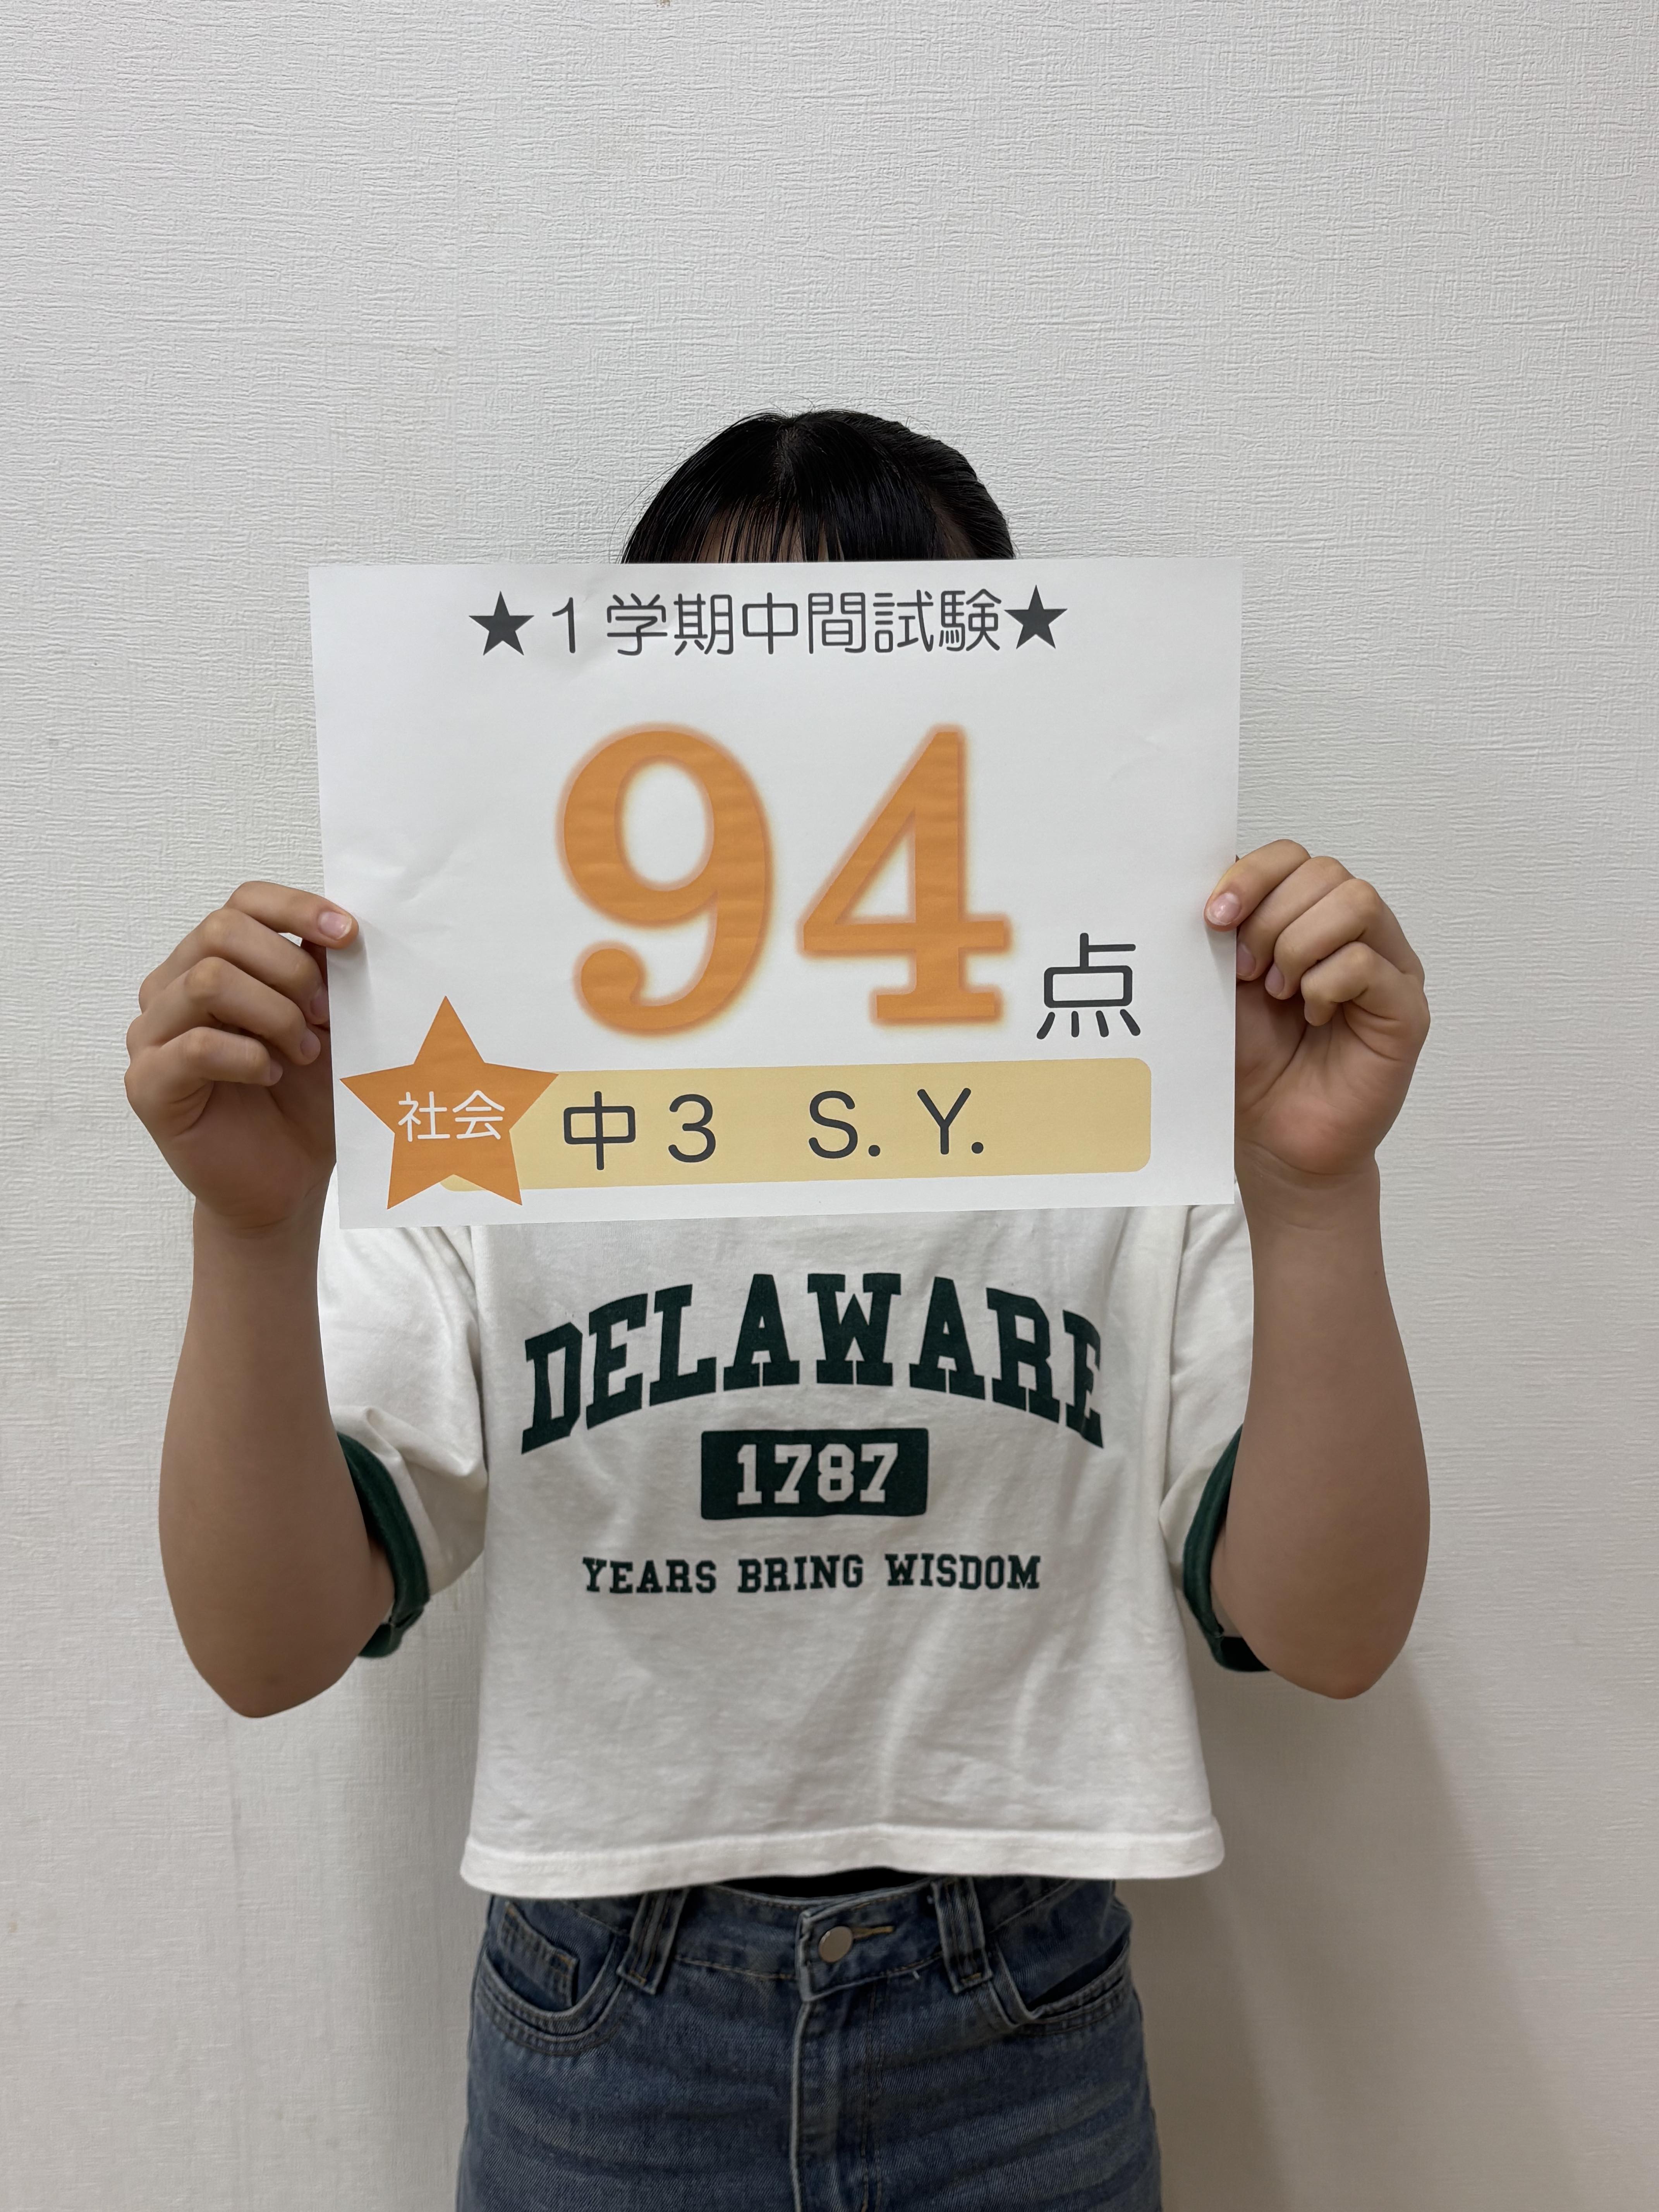 ★１学期中間試験★
94点
社会
中３　S. Y.
DELAWARE
1787
YEARS BRING WISDOM